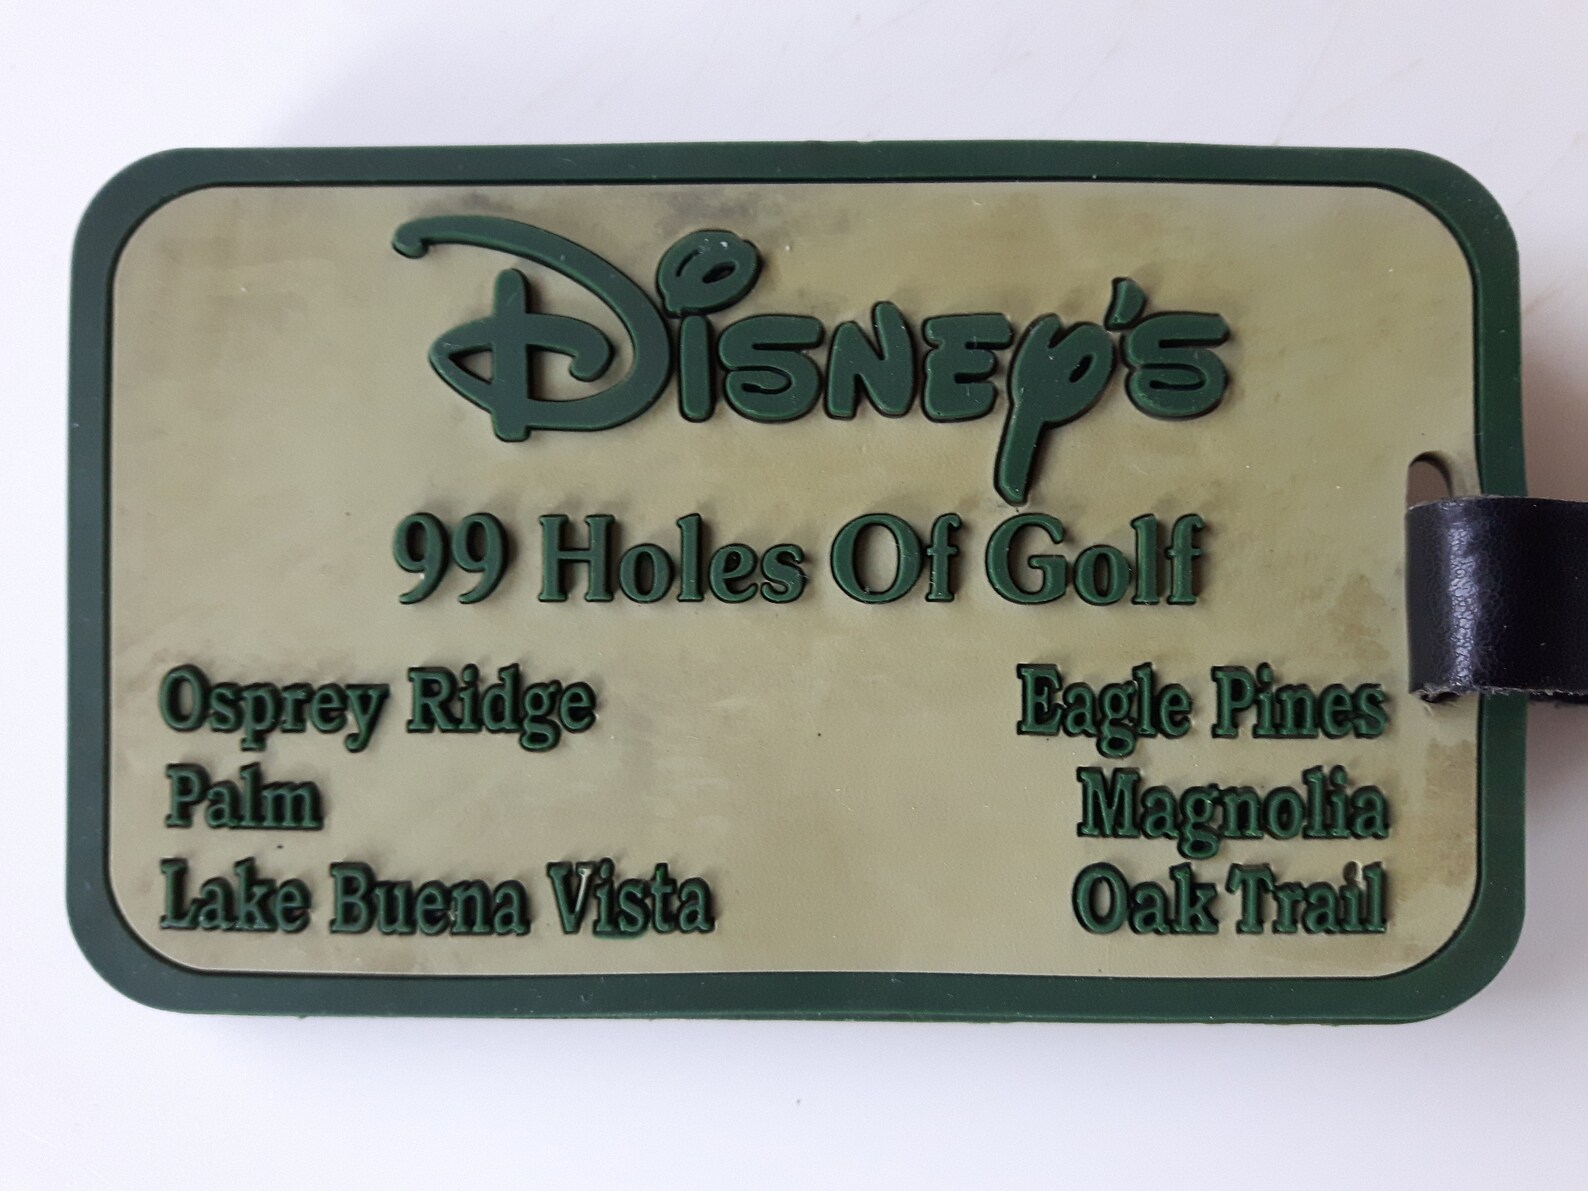 Disney's
99 Holes Of Golf
Osprey Ridge Eagle Pines
Palm Magnolia
Lake Buena Vista Oak Trail